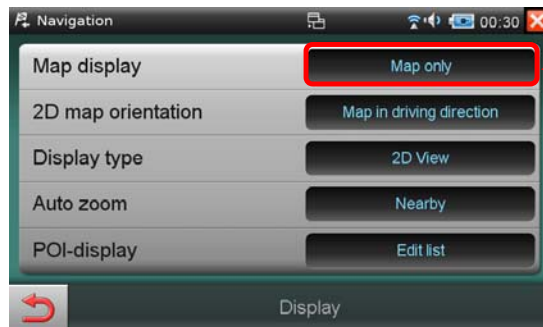 Navigation 00:30
Map display Map only
2D map orientation Map in driving direction
Display type 2D View
Auto zoom Nearby
POI-display Edit list
Display